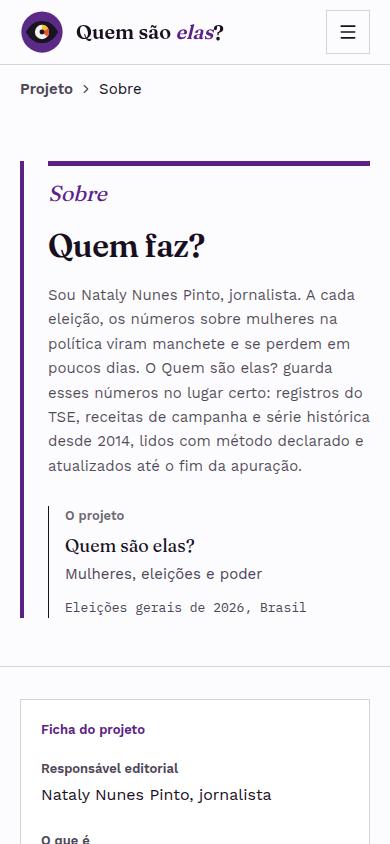 Quem são elas?
Projeto > Sobre
Sobre
Quem faz?
Sou Nataly Nunes Pinto, jornalista. A cada
eleição, os números sobre mulheres na
política viram manchete e se perdem em
poucos dias. O Quem são elas? guarda
esses números no lugar certo: registros do
TSE, receitas de campanha e série histórica
desde 2014, lidos com método declarado e
atualizados até o fim da apuração.
O projeto
Quem são elas?
Mulheres, eleições e poder
Eleições gerais de 2026, Brasil
Ficha do projeto
Responsável editorial
Nataly Nunes Pinto, jornalista
O que é